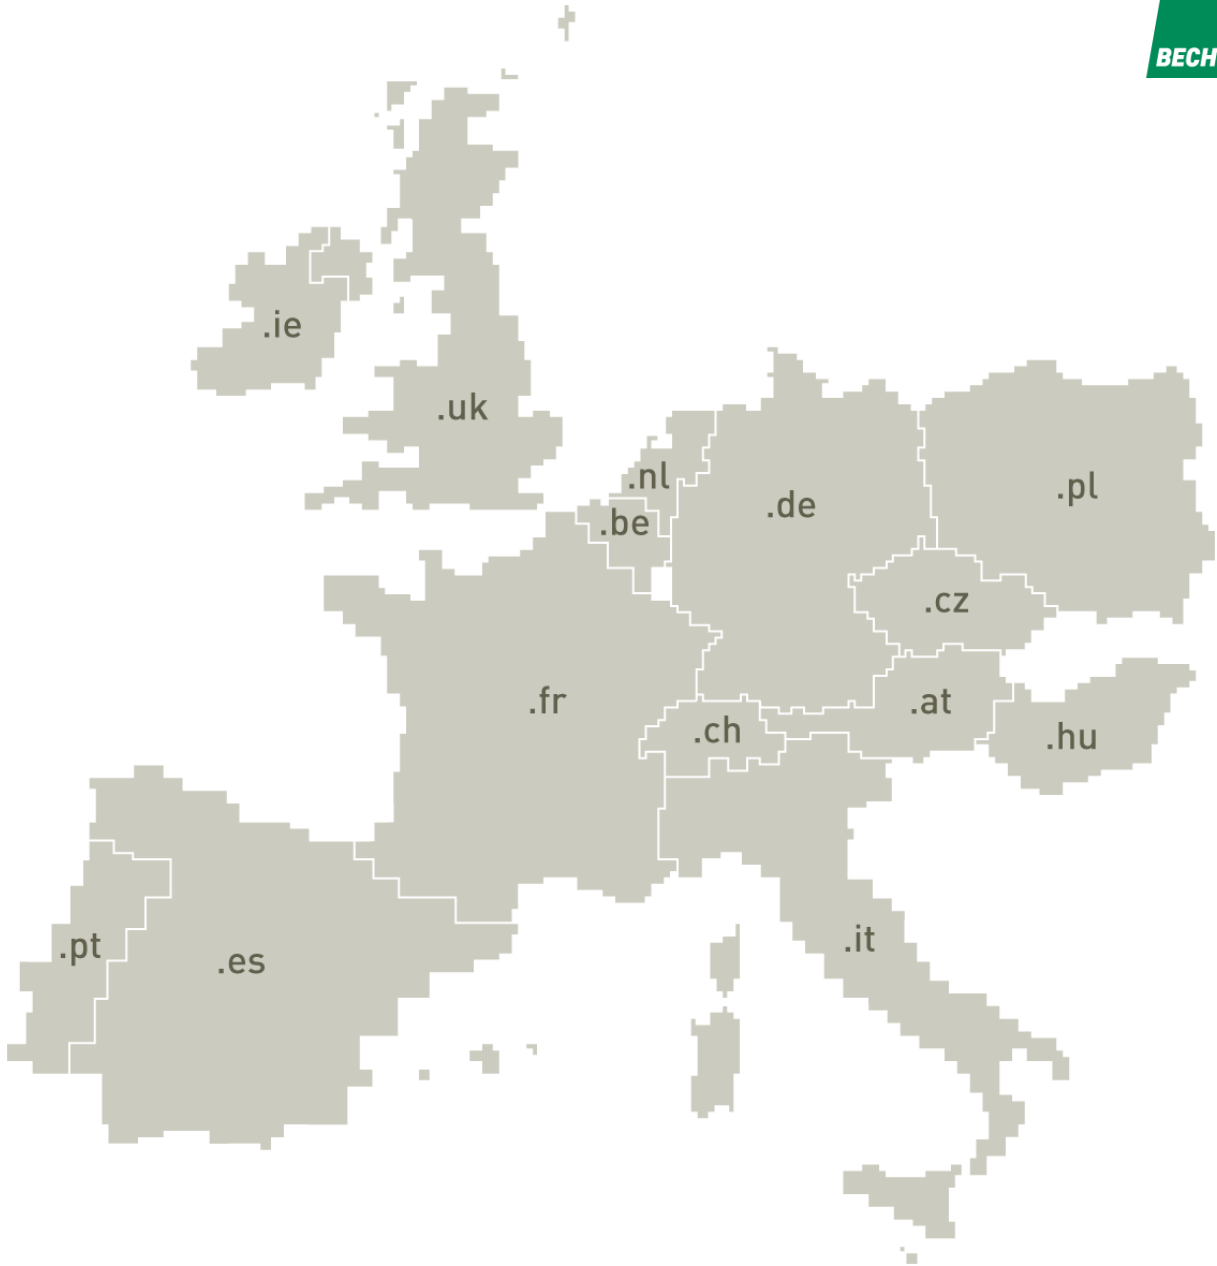 BECH
.ie
.uk
.nl
.be
.de
.pl
.cz
.fr
.ch
.at
.hu
.pt
.es
.it